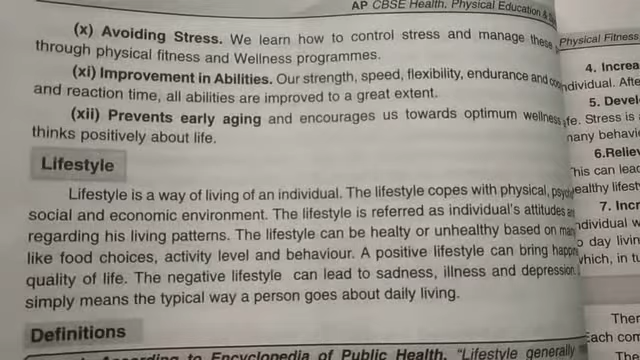 AP CBSE Health, Physical Education &
(x) Avoiding Stress. We learn how to control stress and manage these
through physical fitness and Wellness programmes.
(xi) Improvement in Abilities. Our strength, speed, flexibility, endurance and
and reaction time, all abilities are improved to a great extent.
(xii) Prevents early aging and encourages us towards optimum wellness
thinks positively about life.
Lifestyle
Lifestyle is a way of living of an individual. The lifestyle copes with physical,
social and economic environment. The lifestyle is referred as individual's attitudes
regarding his living patterns. The lifestyle can be healty or unhealthy based on
like food choices, activity level and behaviour. A positive lifestyle can bring
quality of life. The negative lifestyle can lead to sadness, illness and depression.
simply means the typical way a person goes about daily living.
Definitions
According to Encyclopedia of Public Health, "Lifestyle generally
Physical Fitness
4. Increa
ndividual. Afte
5. Devel
fe. Stress is
many behavi
6.Reliev
his can lead
ealthy lifest
7. Incr
ndividual w
o day livin
which, in tu
Ther
Each con
The